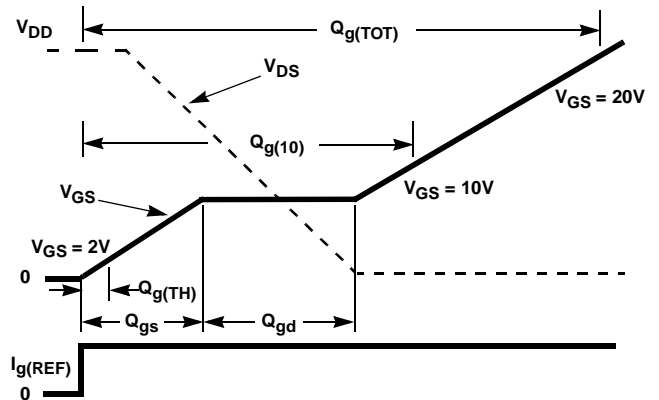 V_DD
Q_g(TOT)
V_DS
V_GS = 20V
Q_g(10)
V_GS
V_GS = 10V
V_GS = 2V
0
Q_g(TH)
Q_gs
Q_gd
I_g(REF)
0